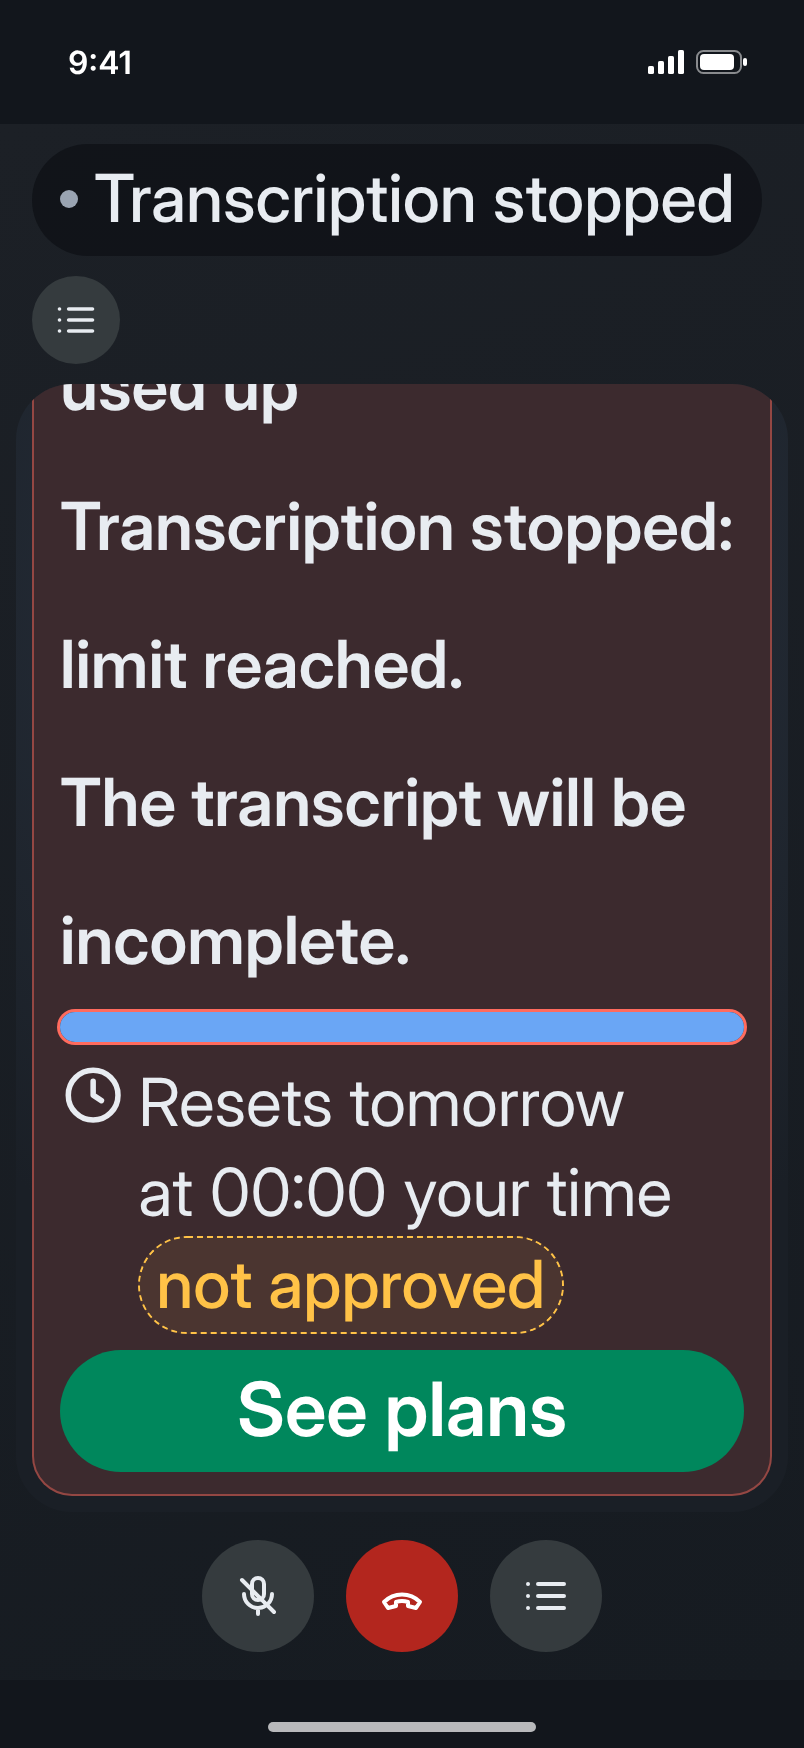 9:41
Transcription stopped
used up
Transcription stopped:
limit reached.
The transcript will be
incomplete.
Resets tomorrow
at 00:00 your time
not approved
See plans